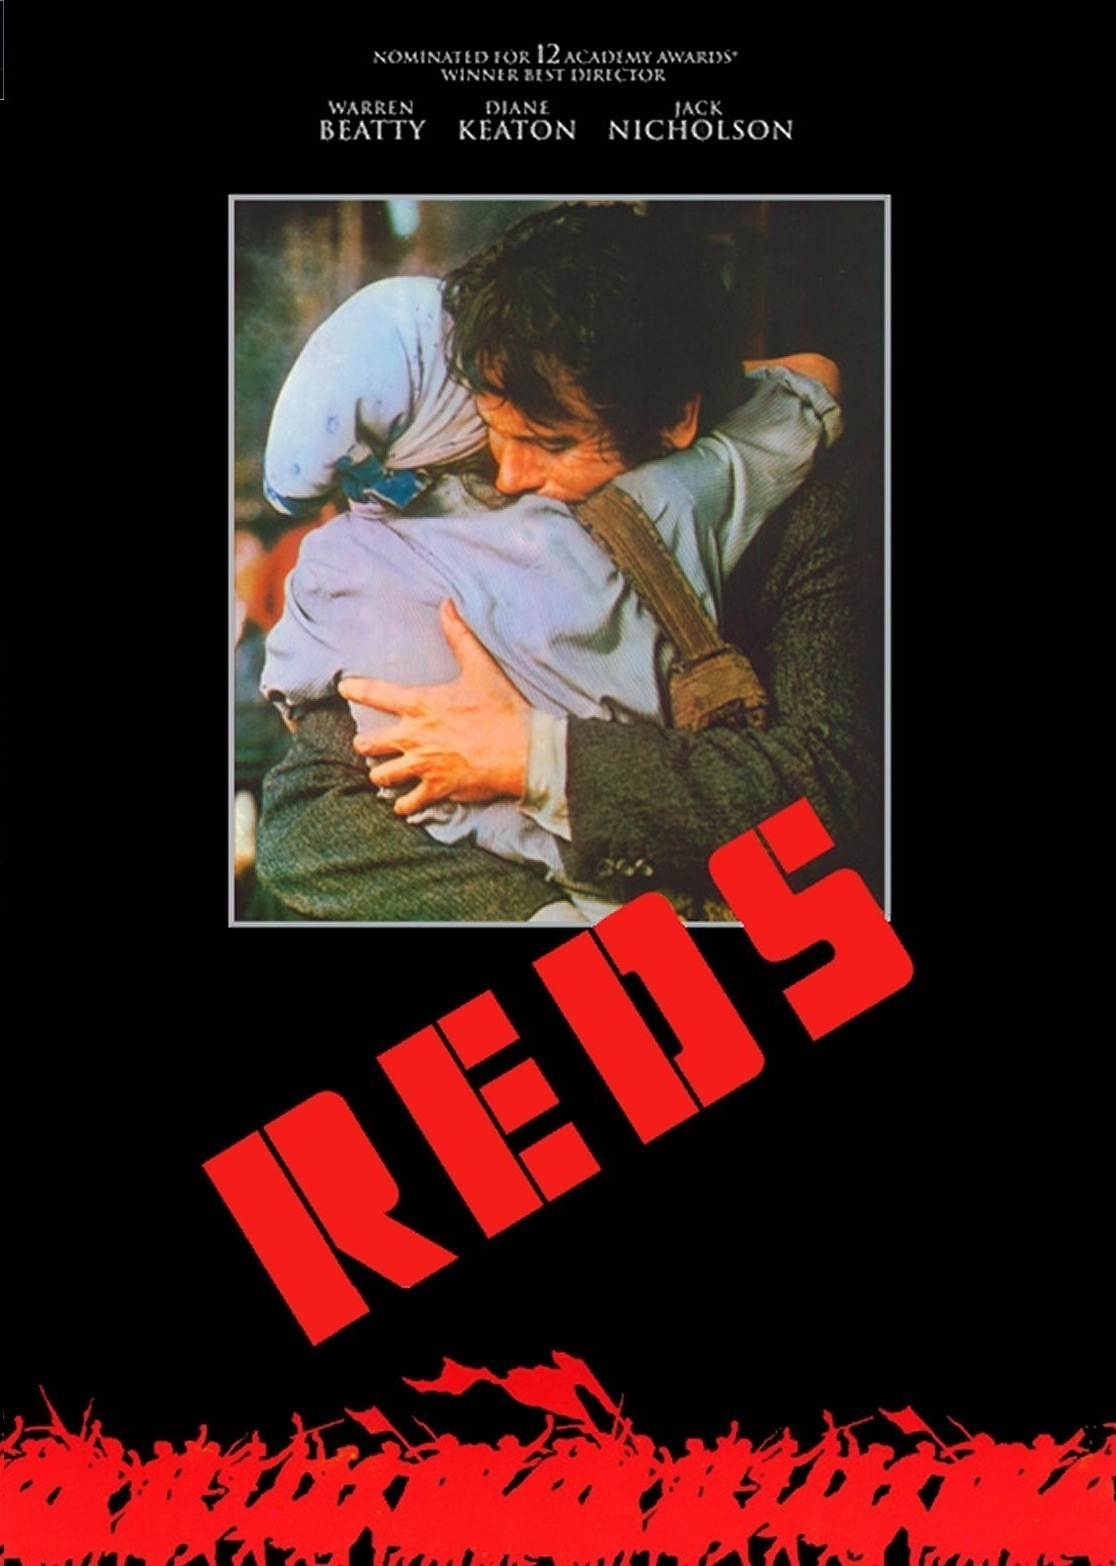 NOMINATED FOR 12 ACADEMY AWARDS®
WINNER BEST DIRECTOR
WARREN BEATTY DIANE KEATON JACK NICHOLSON
REDS